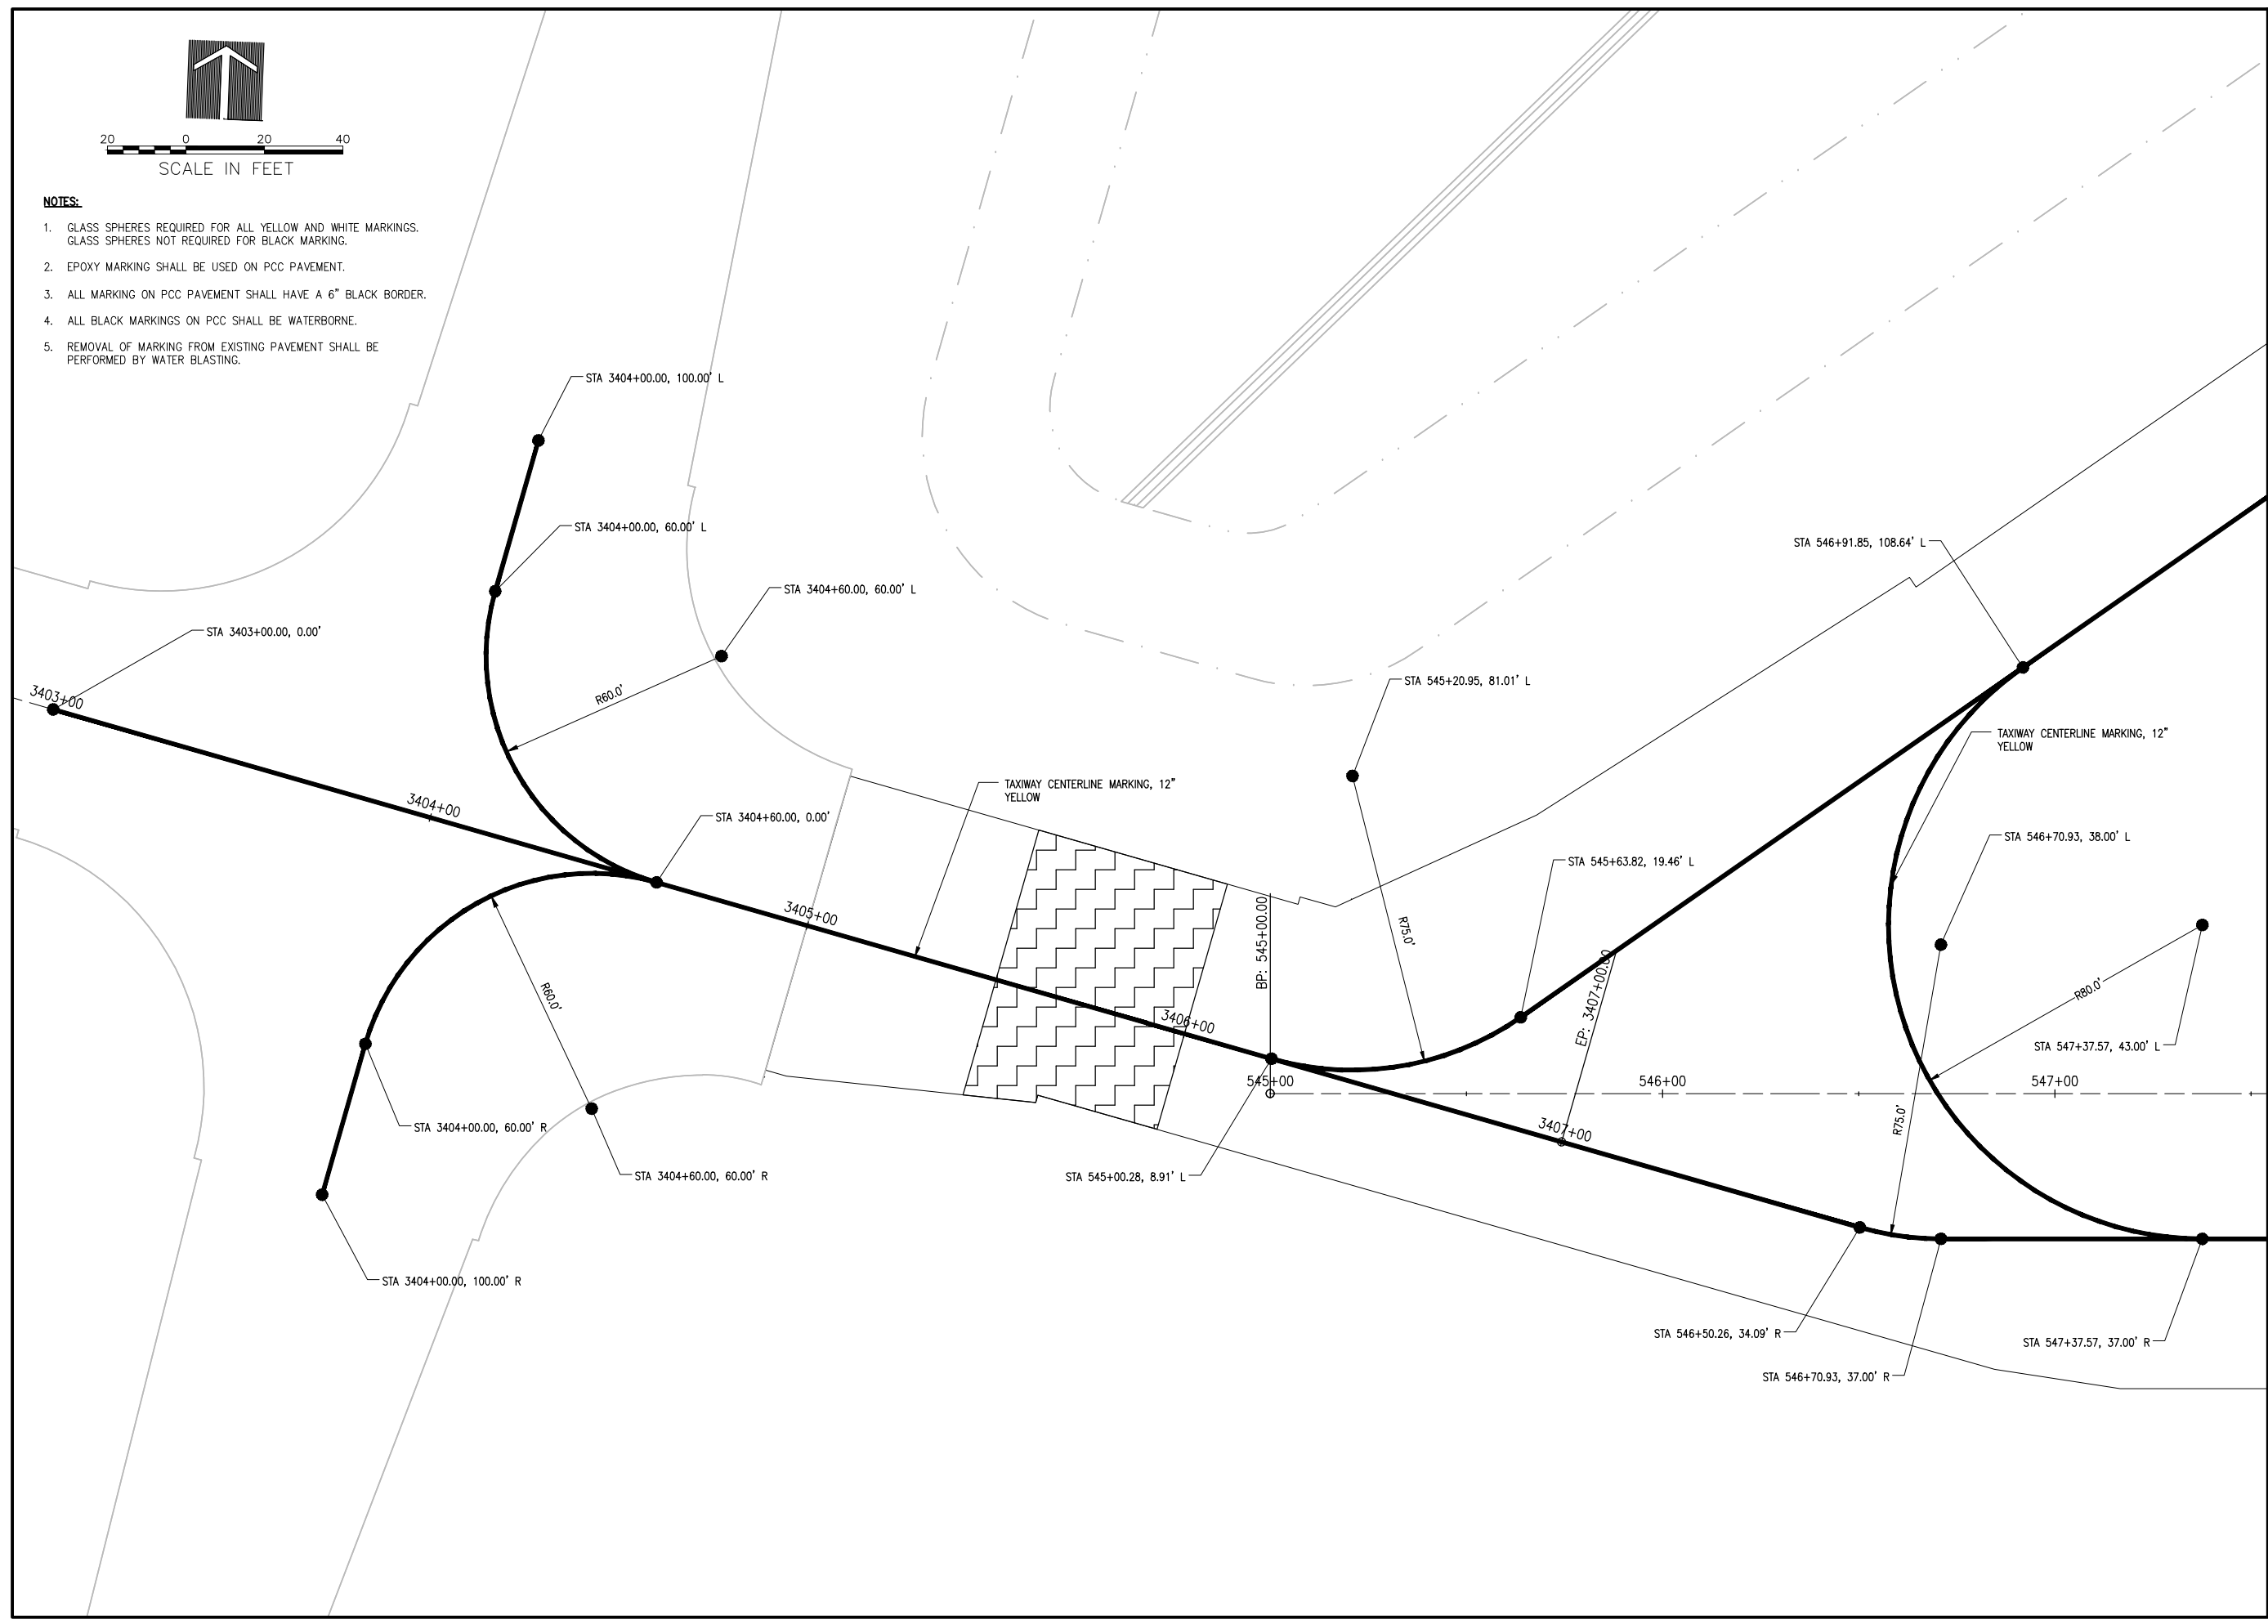 20 0 20 40
SCALE IN FEET
NOTES:
1. GLASS SPHERES REQUIRED FOR ALL YELLOW AND WHITE MARKINGS.
GLASS SPHERES NOT REQUIRED FOR BLACK MARKING.
2. EPOXY MARKING SHALL BE USED ON PCC PAVEMENT.
3. ALL MARKING ON PCC PAVEMENT SHALL HAVE A 6" BLACK BORDER.
4. ALL BLACK MARKINGS ON PCC SHALL BE WATERBORNE.
5. REMOVAL OF MARKING FROM EXISTING PAVEMENT SHALL BE
PERFORMED BY WATER BLASTING.
STA 3404+00.00, 100.00' L
STA 3404+00.00, 60.00' L
STA 546+91.85, 108.64' L
STA 3404+60.00, 60.00' L
STA 3403+00.00, 0.00'
3403+00
R60.0'
STA 545+20.95, 81.01' L
TAXIWAY CENTERLINE MARKING, 12"
YELLOW
TAXIWAY CENTERLINE MARKING, 12"
YELLOW
3404+00
STA 3404+60.00, 0.00'
STA 546+70.93, 38.00' L
STA 545+63.82, 19.46' L
3405+00
R75.0'
BP: 545+00.00
EP: 3407+00.00
R60.0'
R80.0'
3406+00
STA 547+37.57, 43.00' L
545+00
546+00
547+00
R75.0'
3407+00
STA 3404+00.00, 60.00' R
STA 3404+60.00, 60.00' R
STA 545+00.28, 8.91' L
STA 3404+00.00, 100.00' R
STA 546+50.26, 34.09' R
STA 547+37.57, 37.00' R
STA 546+70.93, 37.00' R